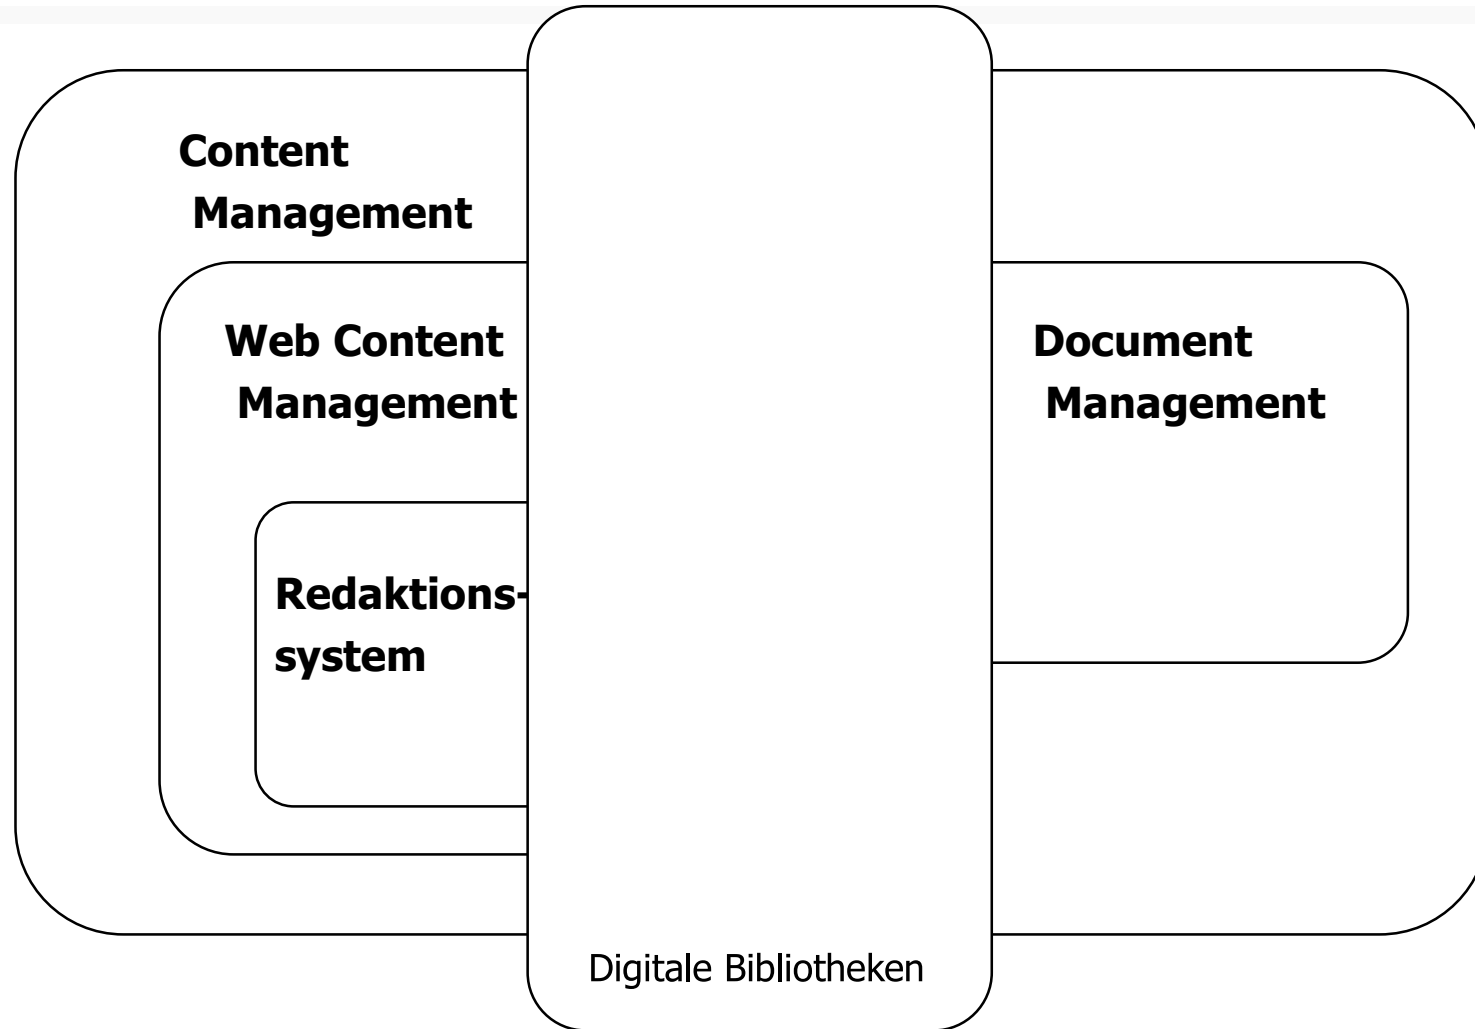 Content
Management
Web Content
Management
Document
Management
Redaktions-
system
Digitale Bibliotheken